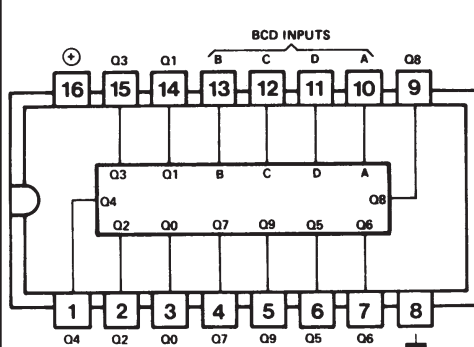 BCD INPUTS
⊕ Q3 Q1 B C D A Q8
16 15 14 13 12 11 10 9
Q3 Q1 B C D A
Q4 Q8
Q2 Q0 Q7 Q9 Q5 Q6
1 2 3 4 5 6 7 8
Q4 Q2 Q0 Q7 Q9 Q5 Q6